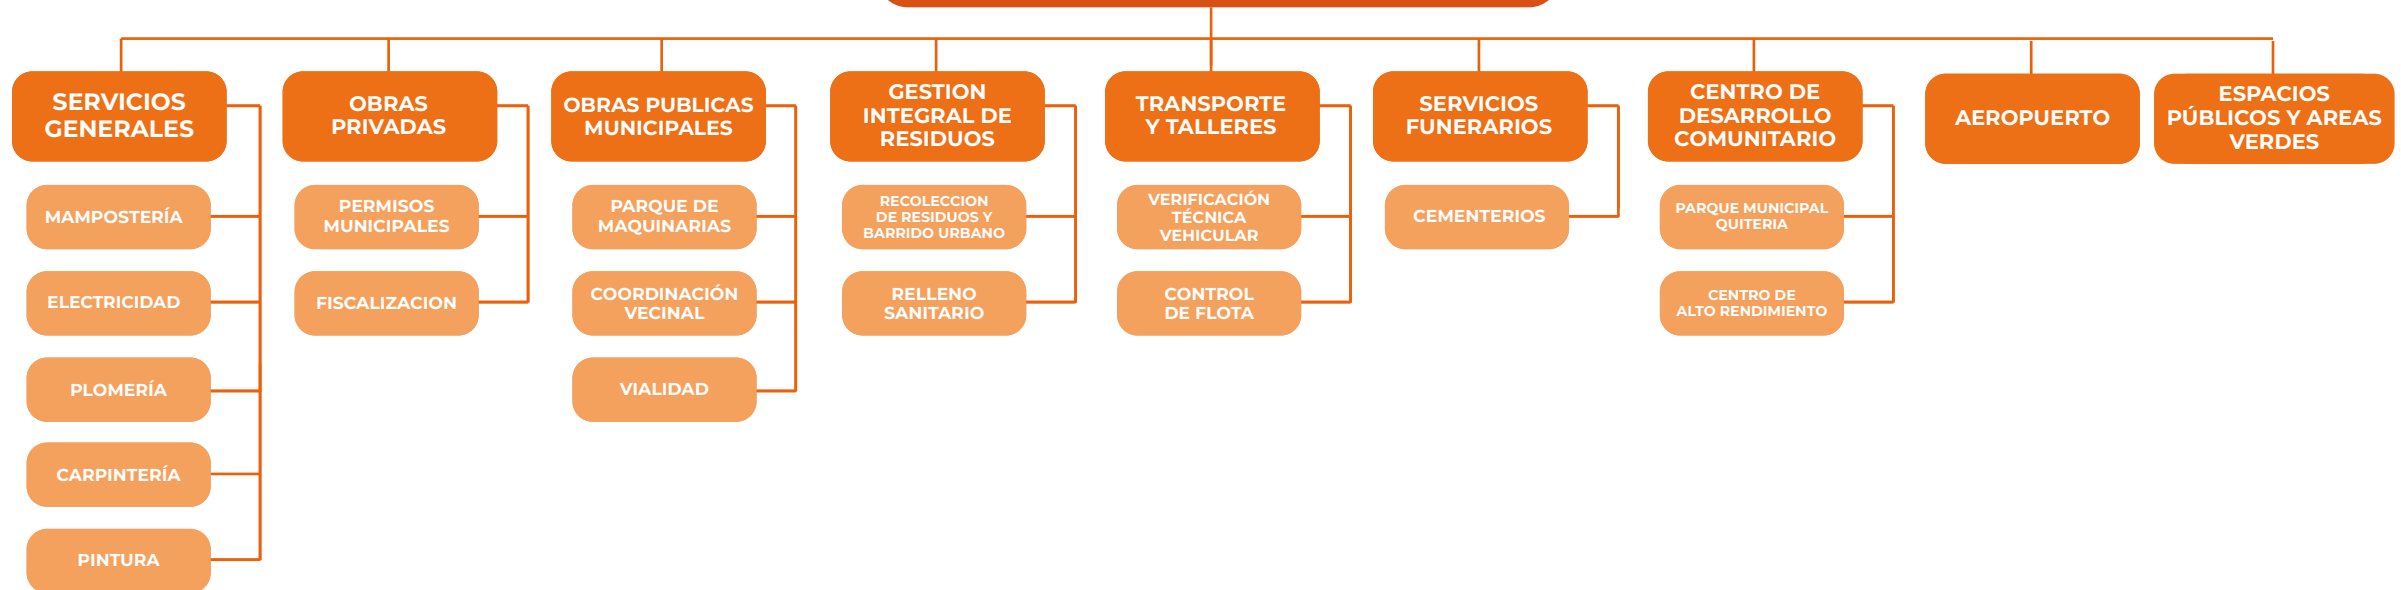 SERVICIOS
GENERALES
MAMPOSTERÍA
ELECTRICIDAD
PLOMERÍA
CARPINTERÍA
PINTURA
OBRAS
PRIVADAS
PERMISOS
MUNICIPALES
FISCALIZACION
OBRAS PUBLICAS
MUNICIPALES
PARQUE DE
MAQUINARIAS
COORDINACIÓN
VECINAL
VIALIDAD
GESTION
INTEGRAL DE
RESIDUOS
RECOLECCION
DE RESIDUOS Y
BARRIDO URBANO
RELLENO
SANITARIO
TRANSPORTE
Y TALLERES
VERIFICACIÓN
TÉCNICA
VEHICULAR
CONTROL
DE FLOTA
SERVICIOS
FUNERARIOS
CEMENTERIOS
CENTRO DE
DESARROLLO
COMUNITARIO
PARQUE MUNICIPAL
QUITERIA
CENTRO DE
ALTO RENDIMIENTO
AEROPUERTO
ESPACIOS
PÚBLICOS Y AREAS
VERDES